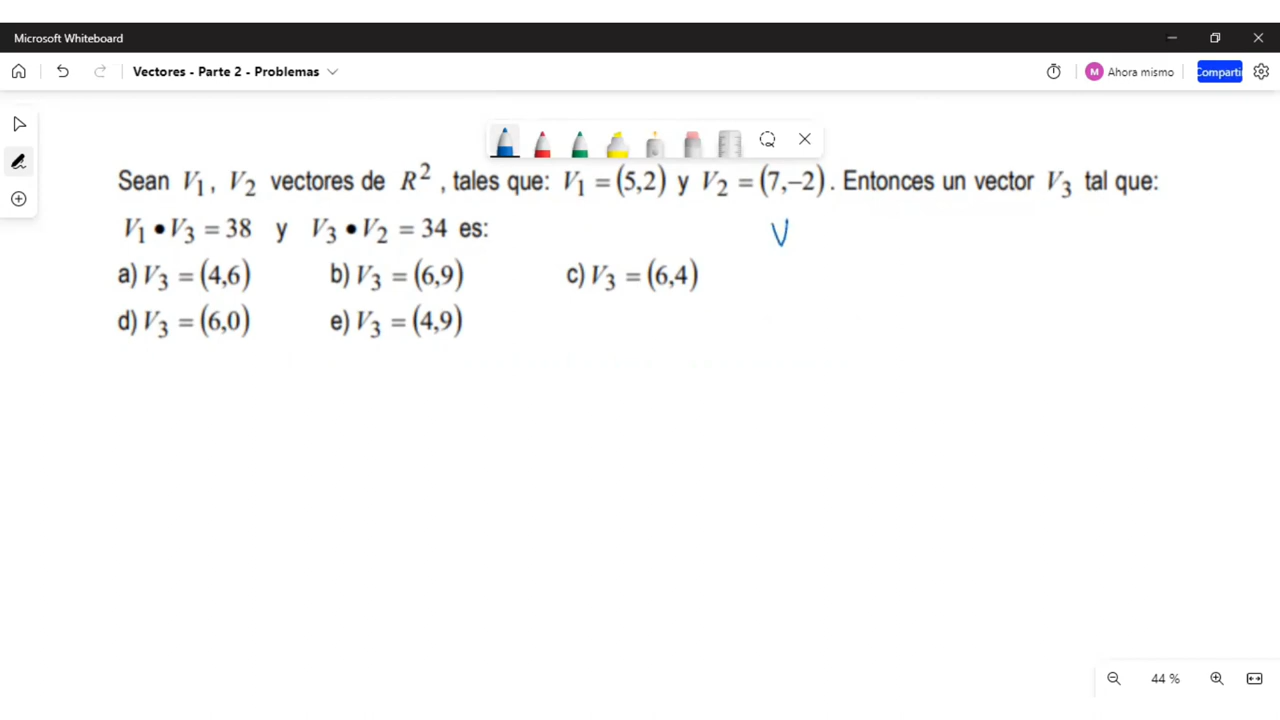 Microsoft Whiteboard
Vectores - Parte 2 - Problemas
M Ahora mismo
Comparti
Sean V₁, V₂ vectores de R², tales que: V₁ = (5,2) y V₂ = (7,–2). Entonces un vector V₃ tal que:
V₁ • V₃ = 38 y V₃ • V₂ = 34 es:
V
a) V₃ = (4,6) b) V₃ = (6,9) c) V₃ = (6,4)
d) V₃ = (6,0) e) V₃ = (4,9)
44 %